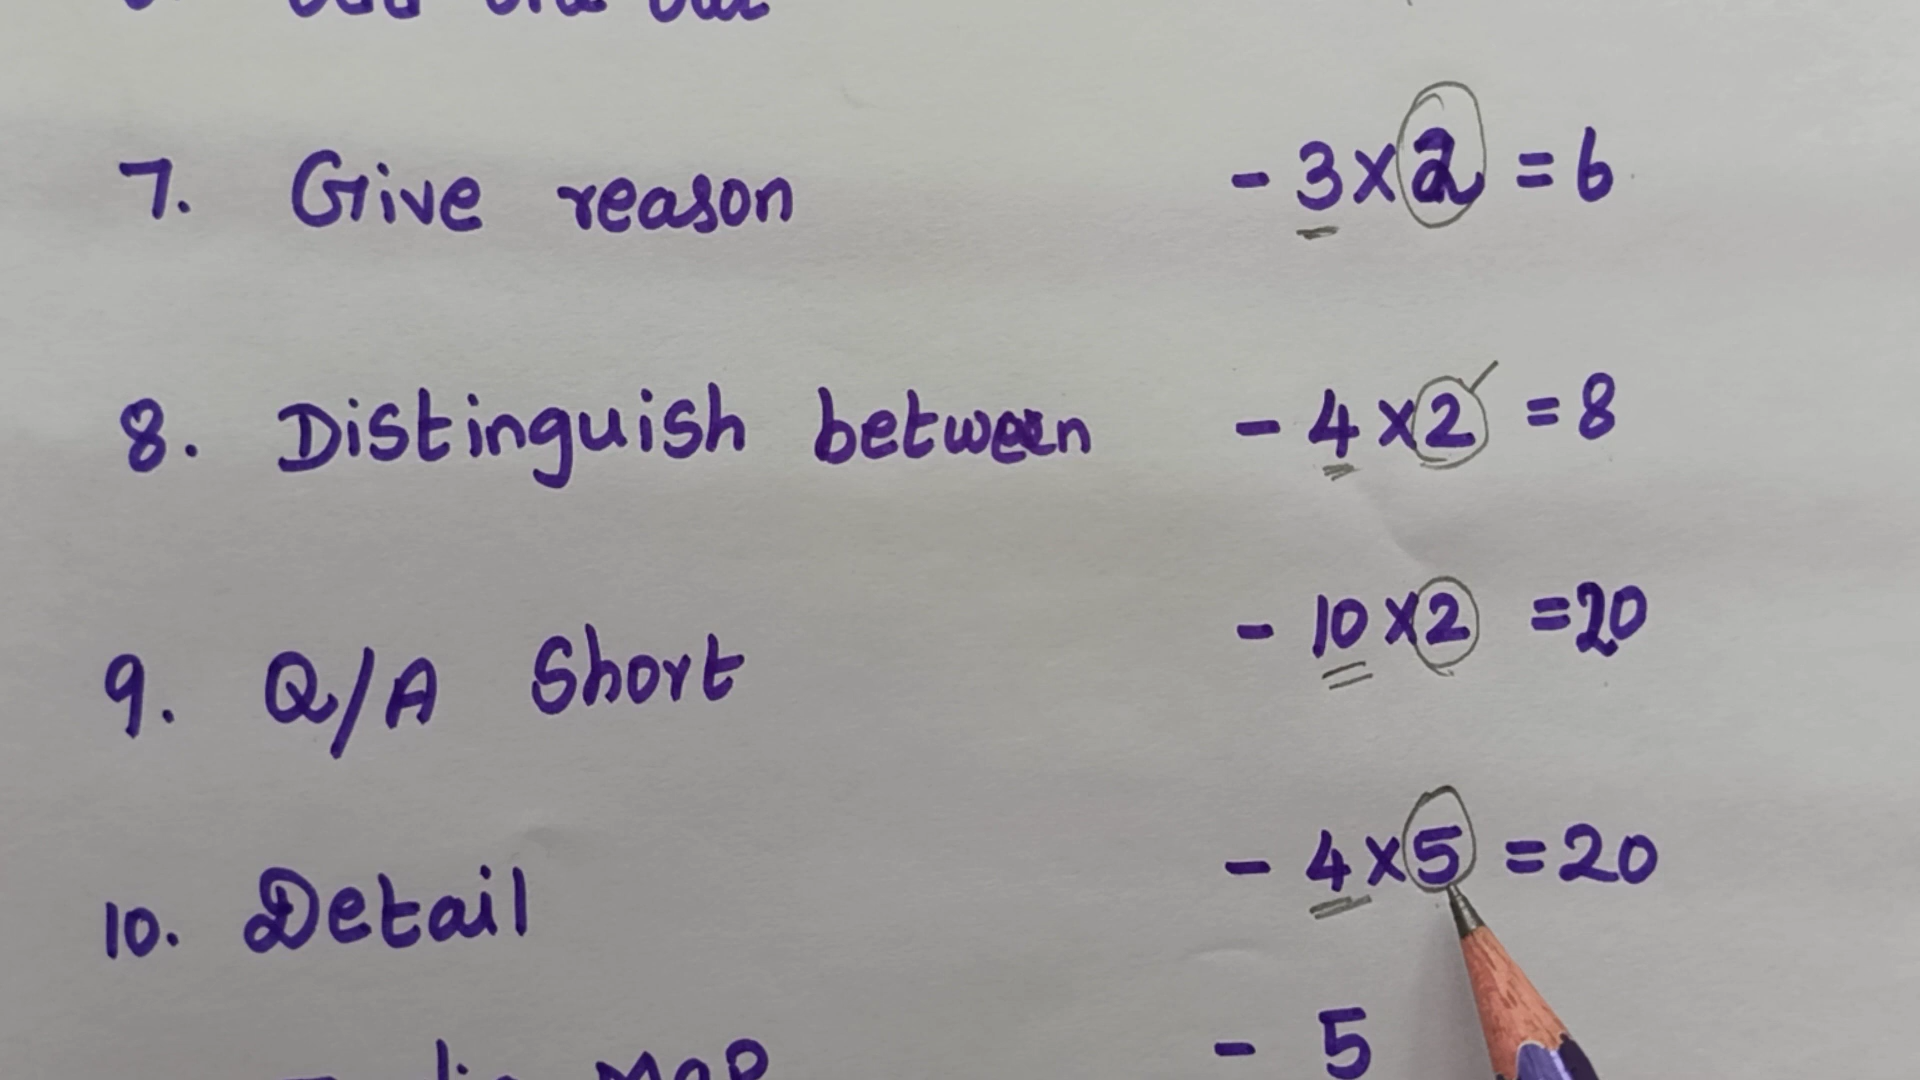 7. Give reason - 3x2 = 6
8. Distinguish between - 4x2 = 8
9. Q/A Short - 10x2 = 20
10. Detail - 4x5 = 20
Map - 5